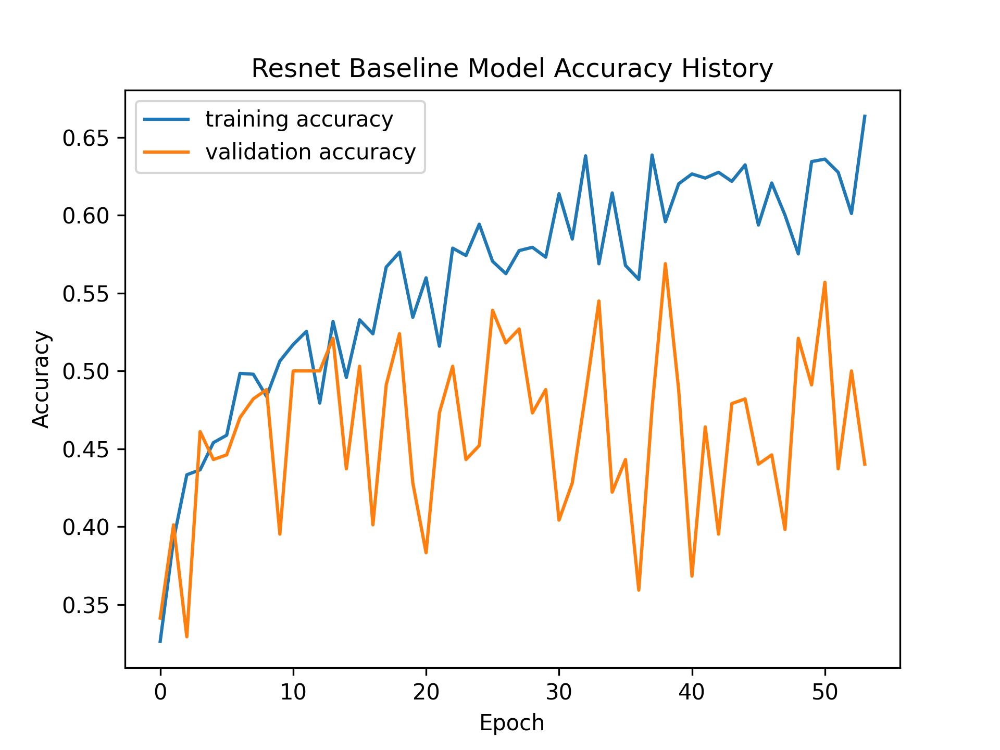 Resnet Baseline Model Accuracy History
training accuracy
validation accuracy
0.65
0.60
0.55
0.50
0.45
0.40
0.35
Accuracy
0 10 20 30 40 50
Epoch